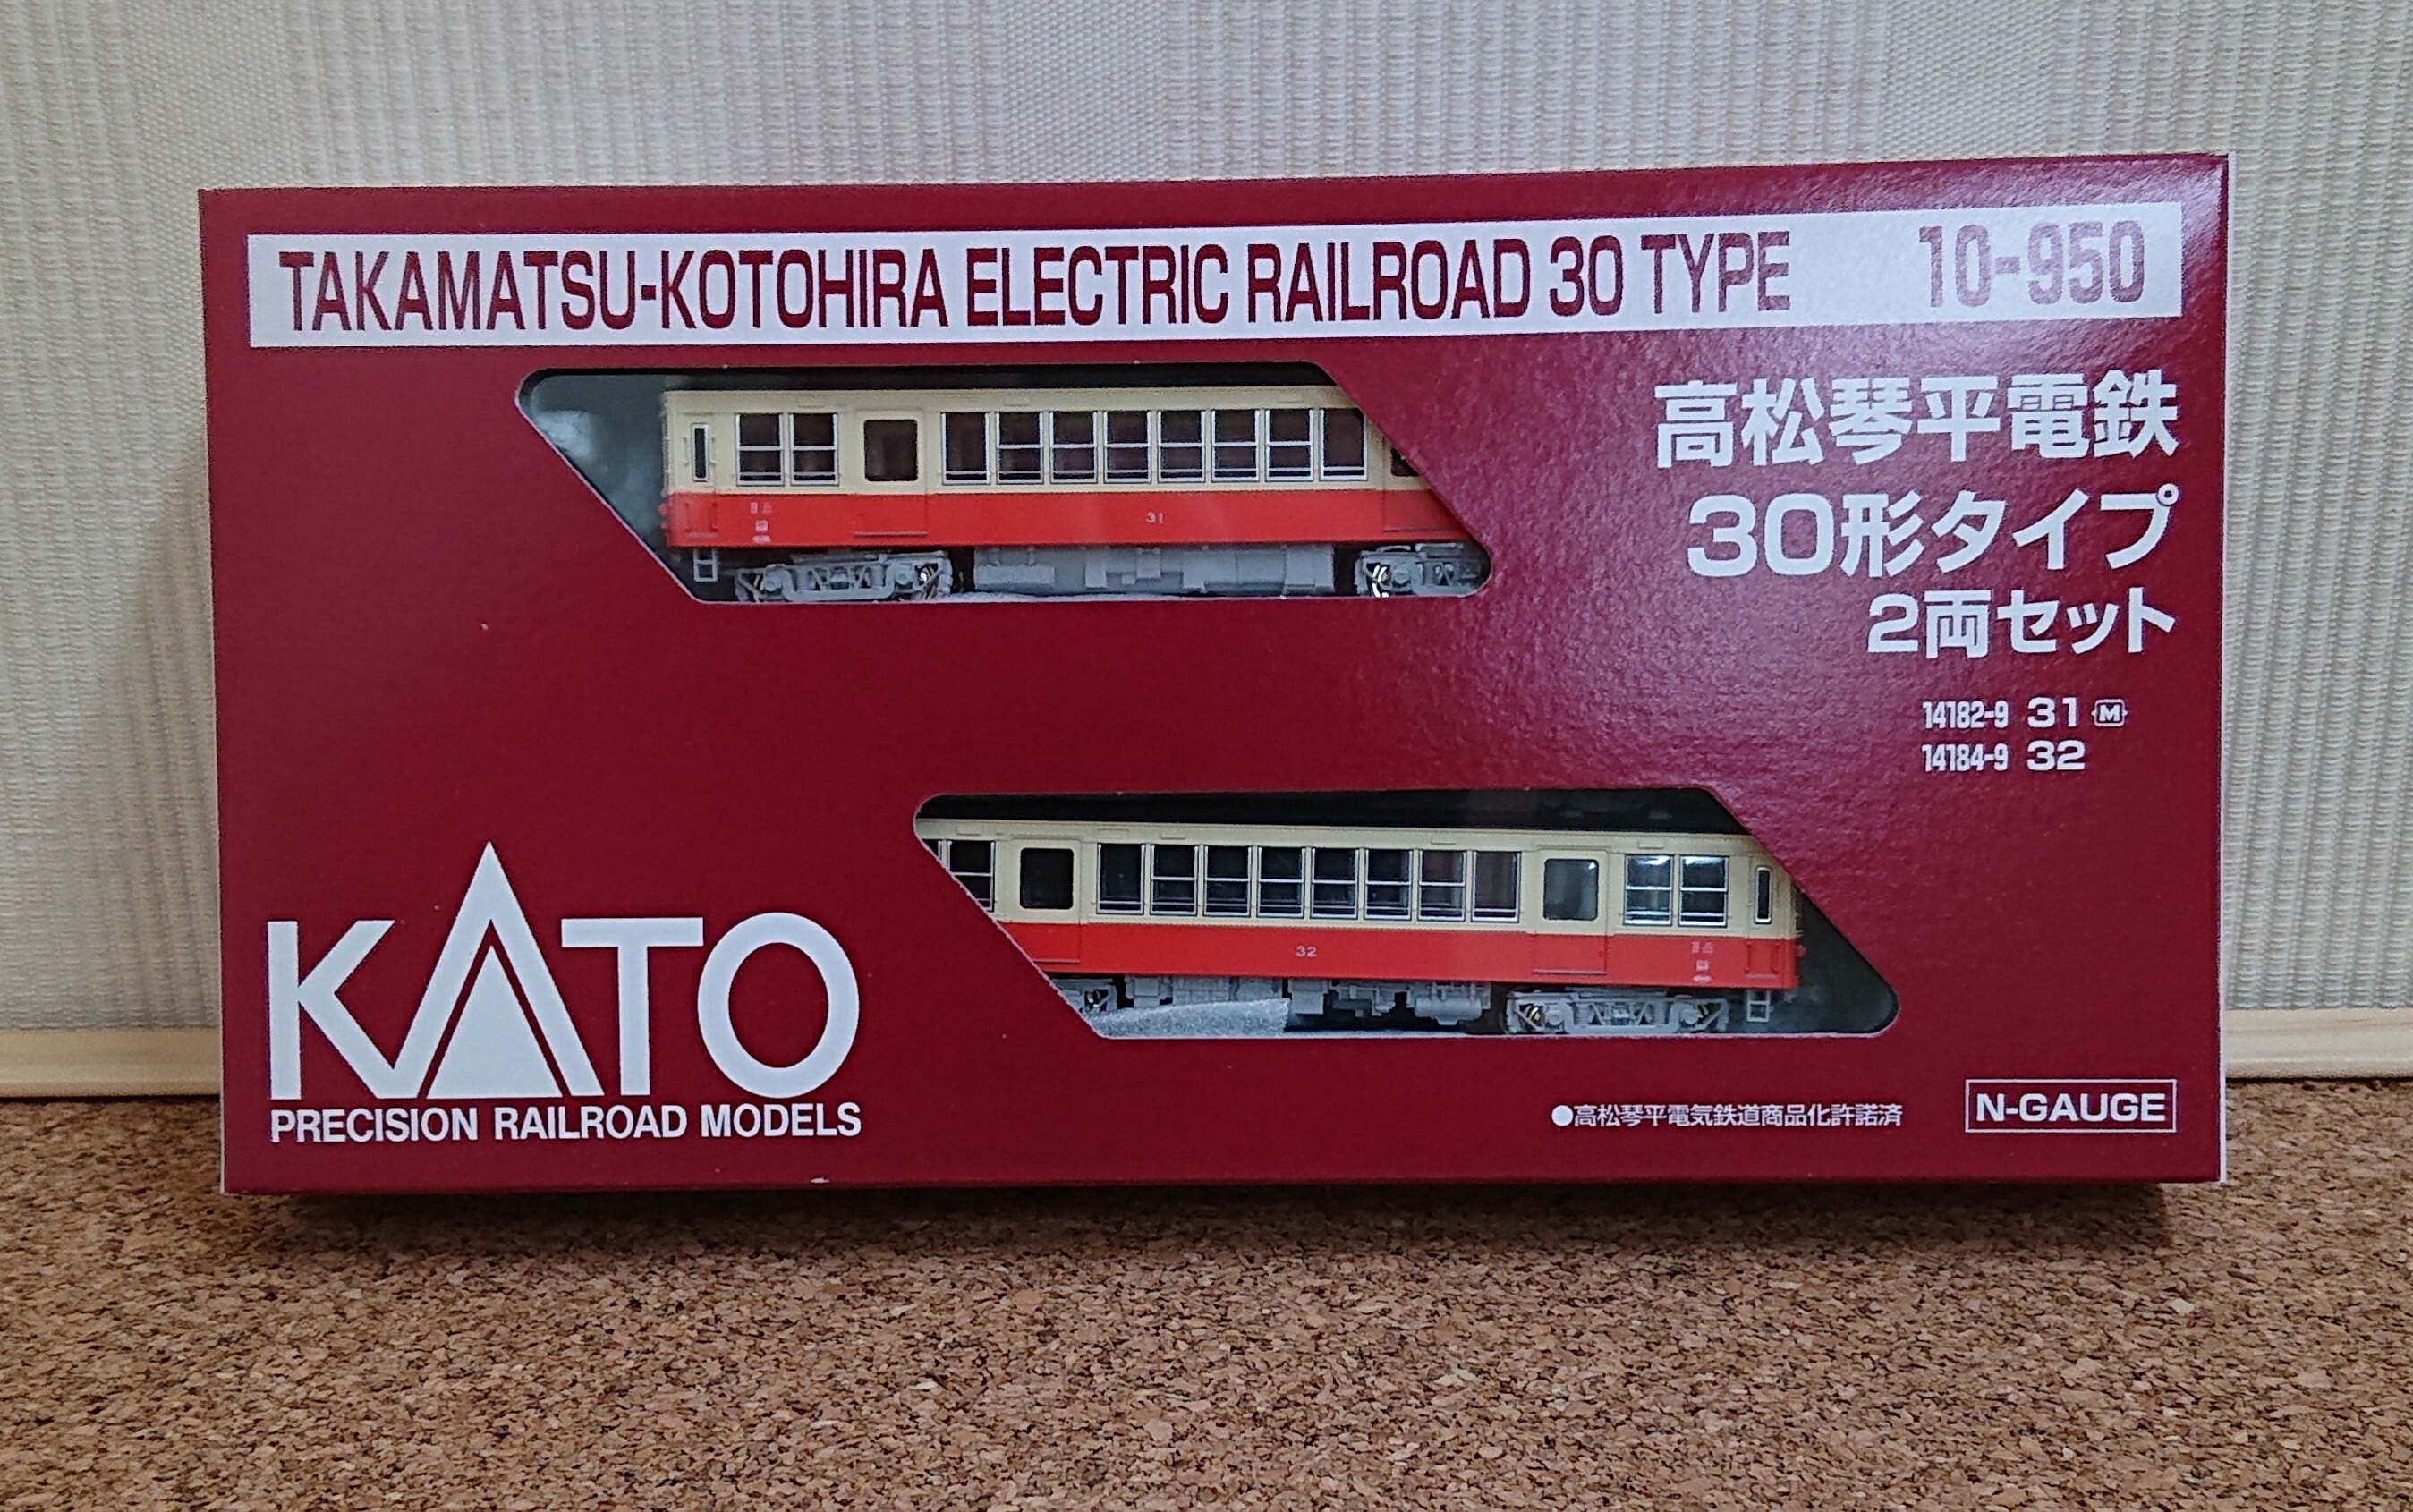 TAKAMATSU-KOTOHIRA ELECTRIC RAILROAD 30 TYPE 10-950
高松琴平電鉄
30形タイプ
2両セット
14182-9 31 M
14184-9 32
31
32
KATO
PRECISION RAILROAD MODELS
●高松琴平電気鉄道商品化許諾済
N-GAUGE